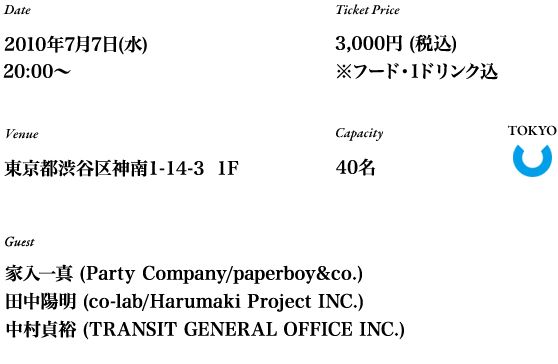 Date
2010年7月7日(水)
20:00〜
Ticket Price
3,000円 (税込)
※フード・1ドリンク込
Venue
東京都渋谷区神南1-14-3 1F
Capacity
40名
TOKYO
Guest
家入一真 (Party Company/paperboy&co.)
田中陽明 (co-lab/Harumaki Project INC.)
中村貞裕 (TRANSIT GENERAL OFFICE INC.)